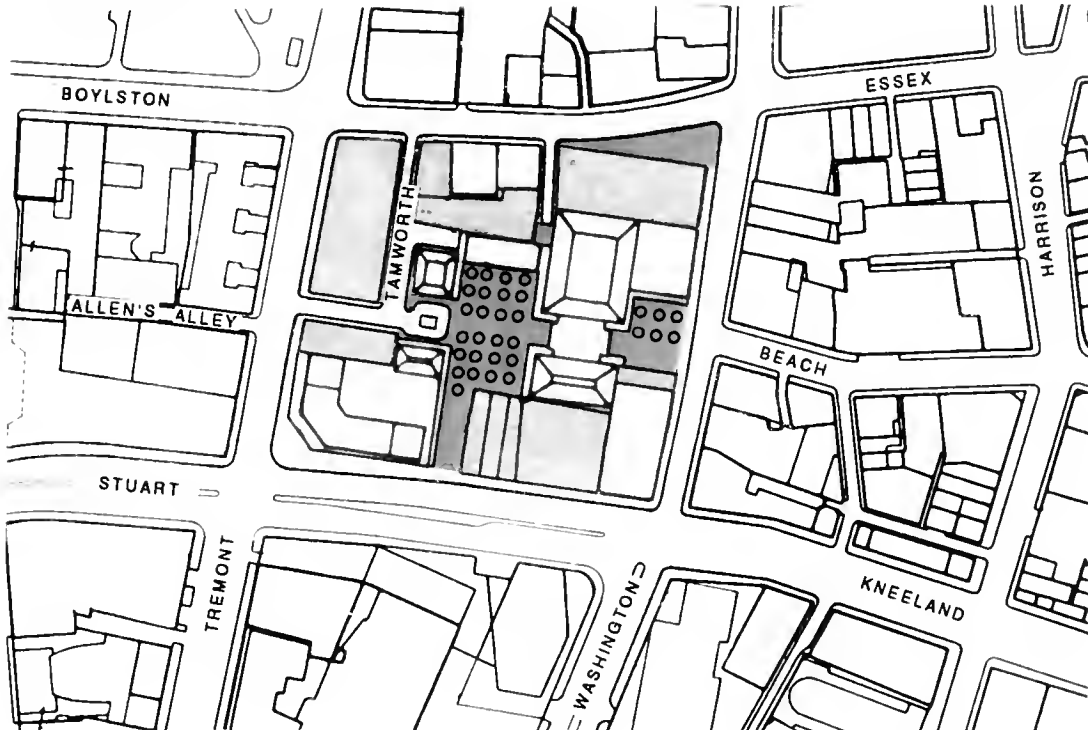 BOYLSTON
ESSEX
HARRISON
TAMWORTH
ALLEN'S ALLEY
BEACH
STUART
TREMONT
WASHINGTON
KNEELAND